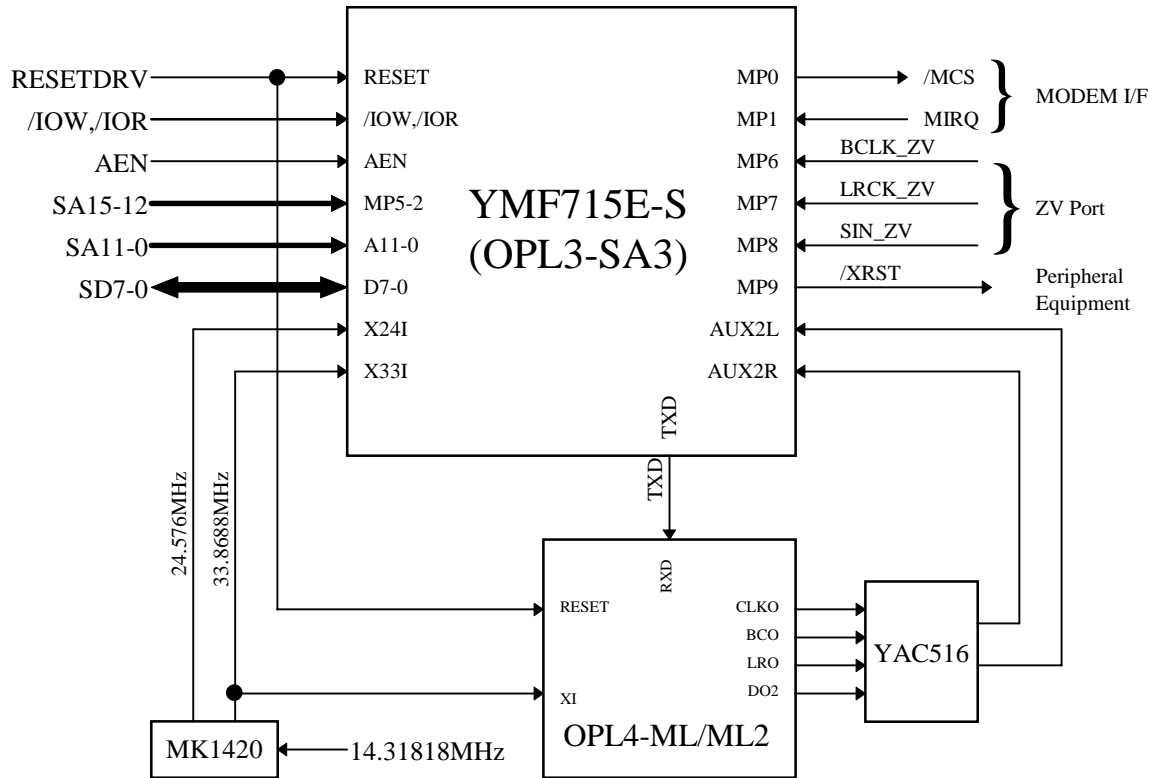 RESETDRV
/IOW,/IOR
AEN
SA15-12
SA11-0
SD7-0
RESET
/IOW,/IOR
AEN
MP5-2
A11-0
D7-0
X24I
X33I
YMF715E-S
(OPL3-SA3)
MP0
MP1
MP6
MP7
MP8
MP9
AUX2L
AUX2R
TXD
/MCS
MIRQ
BCLK_ZV
LRCK_ZV
SIN_ZV
/XRST
MODEM I/F
ZV Port
Peripheral
Equipment
24.576MHz
33.8688MHz
TXD
RXD
RESET
XI
CLKO
BCO
LRO
DO2
OPL4-ML/ML2
YAC516
MK1420
14.31818MHz